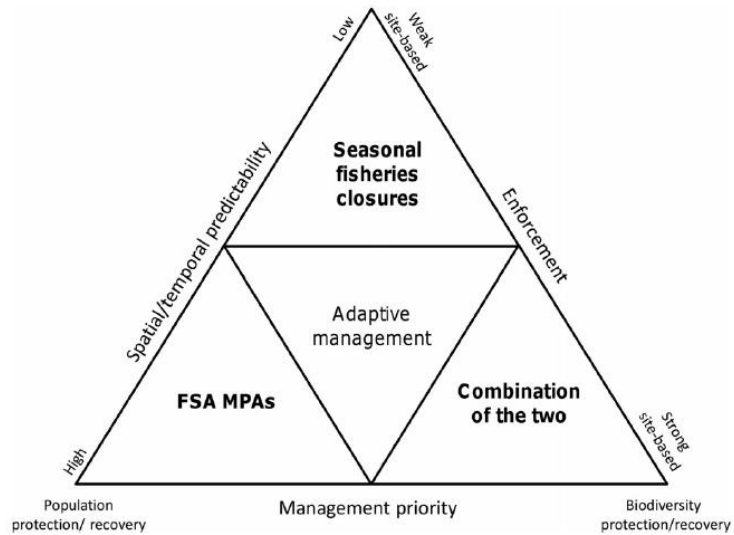 Low
Weak
site-based
Seasonal
fisheries
closures
Spatial/temporal predictability
Enforcement
Adaptive
management
FSA MPAs
Combination
of the two
High
Strong
site-based
Population
protection/ recovery
Management priority
Biodiversity
protection/recovery